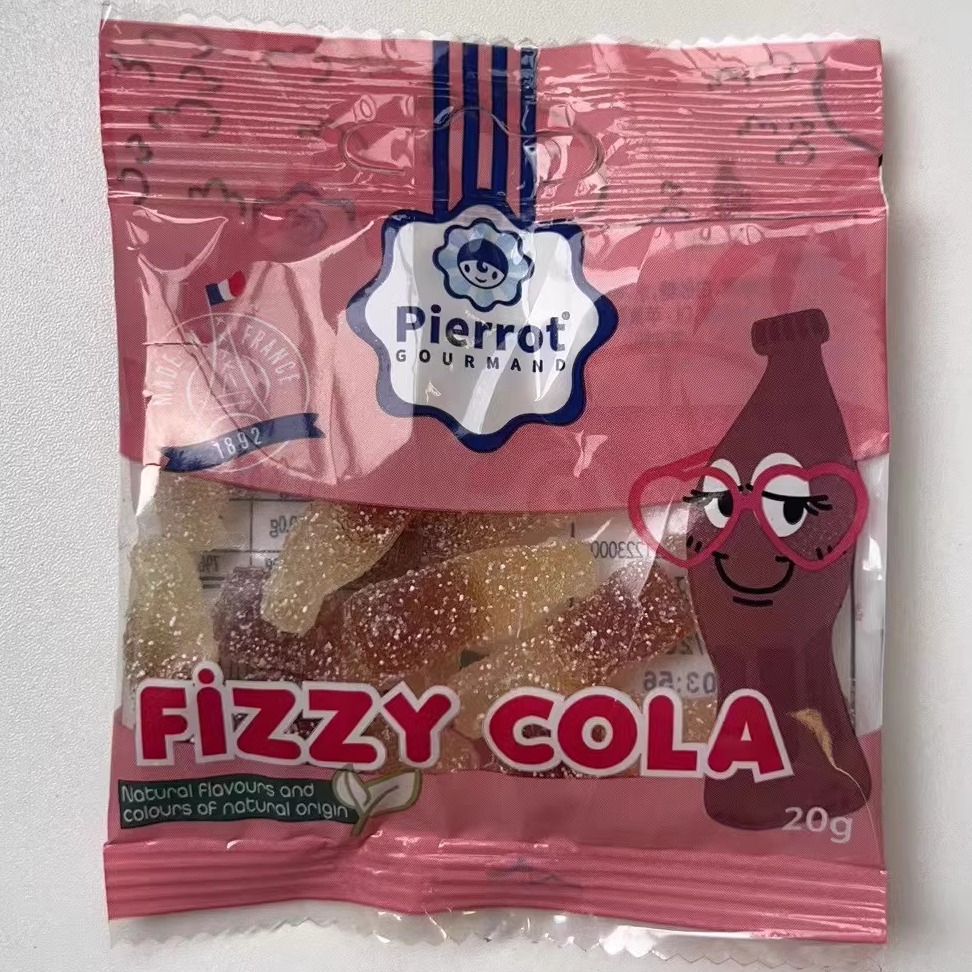 Pierrot®
GOURMAND
MADE IN FRANCE
1892
FiZZY COLA
Natural flavours and
colours of natural origin
20g